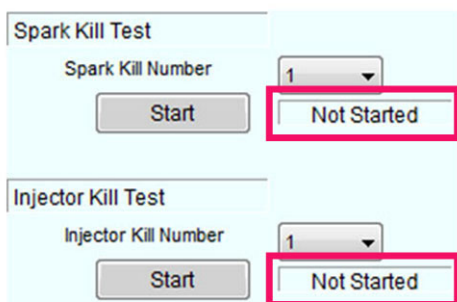 Spark Kill Test
Spark Kill Number
1
Start
Not Started
Injector Kill Test
Injector Kill Number
1
Start
Not Started